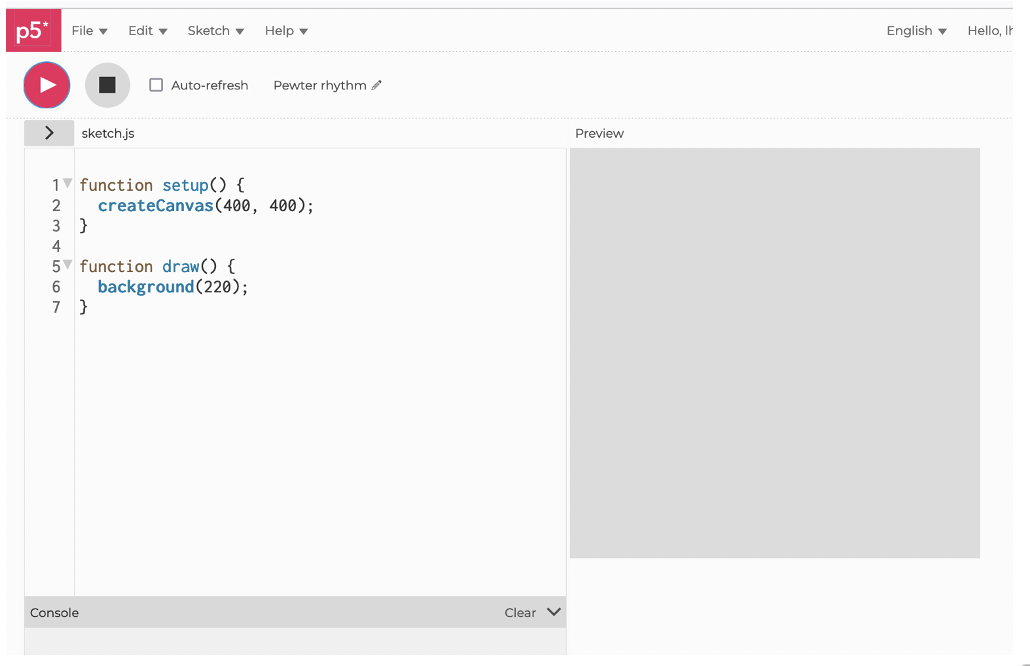 p5*
File Edit Sketch Help English Hello,
Auto-refresh Pewter rhythm
sketch.js Preview
1 function setup() {
2   createCanvas(400, 400);
3 }
4
5 function draw() {
6   background(220);
7 }
Console Clear